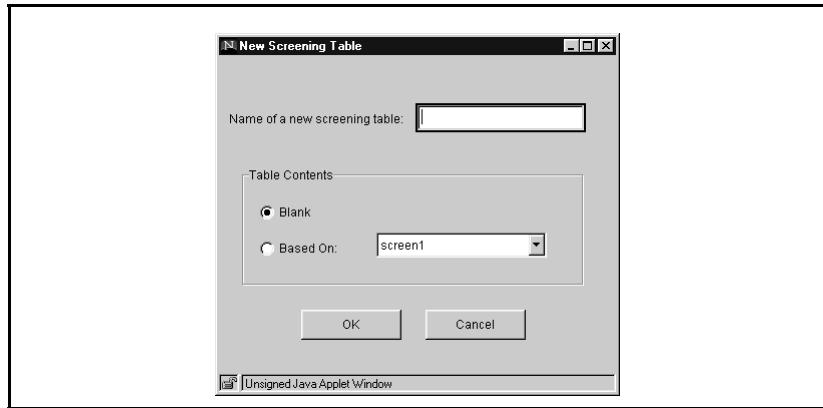 New Screening Table
Name of a new screening table:
Table Contents
Blank
Based On: screen1
OK Cancel
Unsigned Java Applet Window